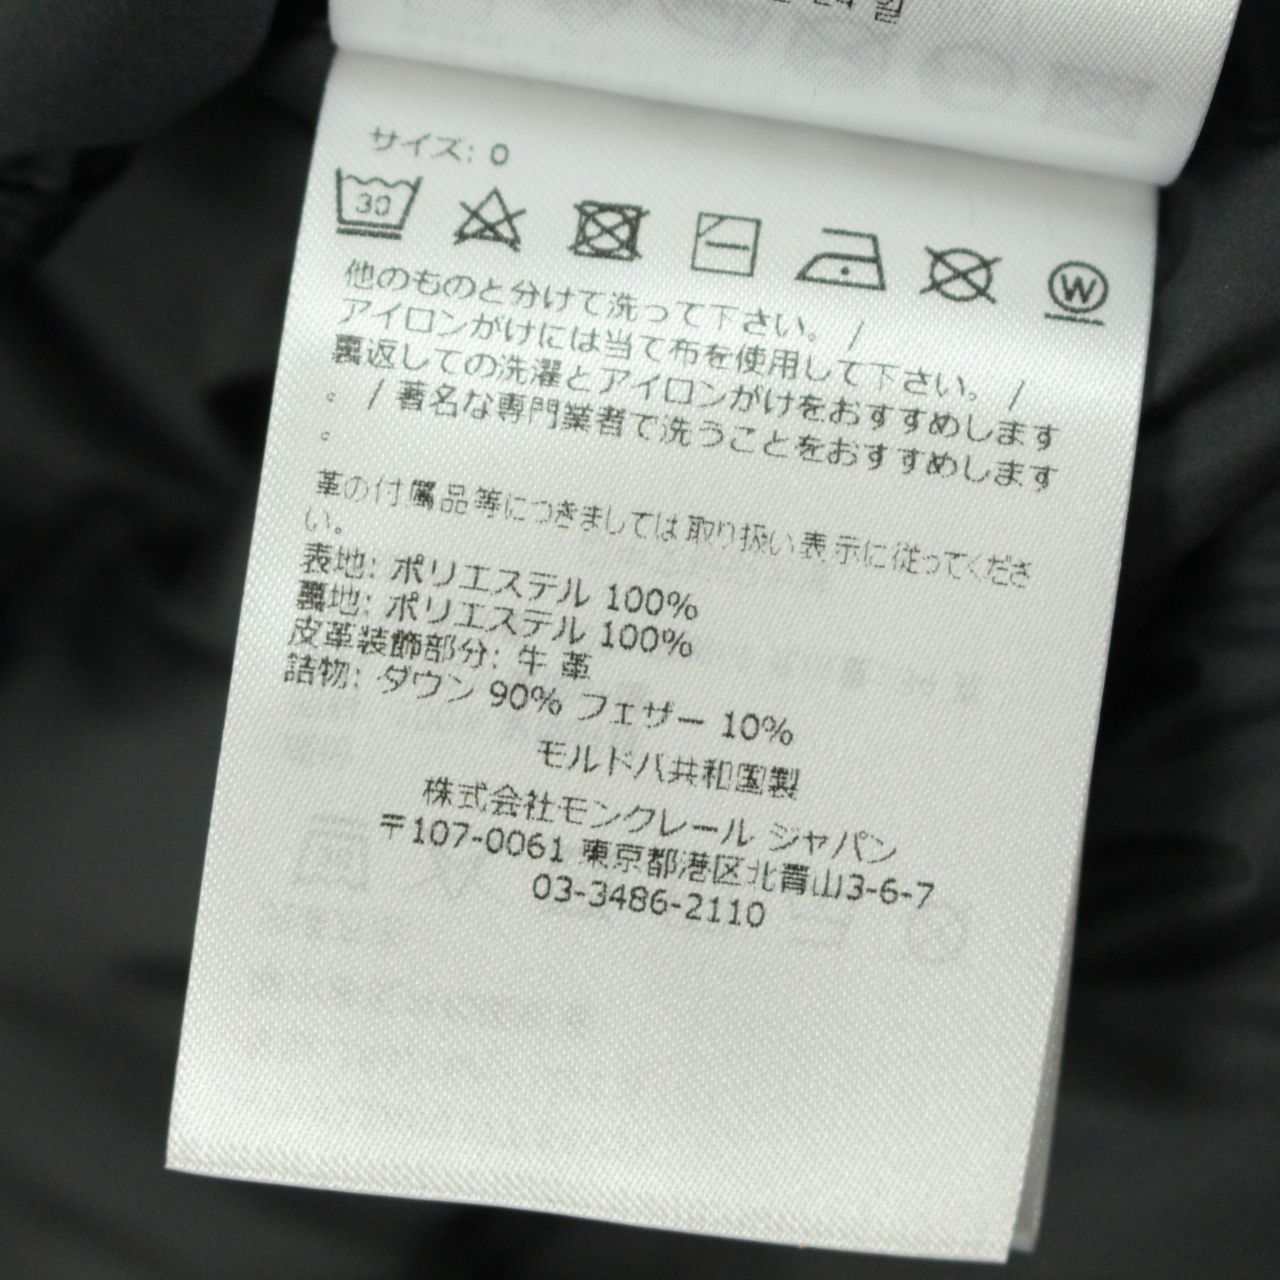 サイズ: 0
30
W
他のものと分けて洗って下さい。 /
アイロンがけには当て布を使用して下さい。 /
裏返しての洗濯とアイロンがけをおすすめします
。 / 著名な専門業者で洗うことをおすすめします
。
革の付属品等につきましては取り扱い表示に従ってくださ
い。
表地: ポリエステル 100%
裏地: ポリエステル 100%
皮革装飾部分: 牛 革
詰物: ダウン 90% フェザー 10%
モルドバ共和国製
株式会社モンクレール ジャパン
〒107-0061 東京都港区北青山3-6-7
03-3486-2110